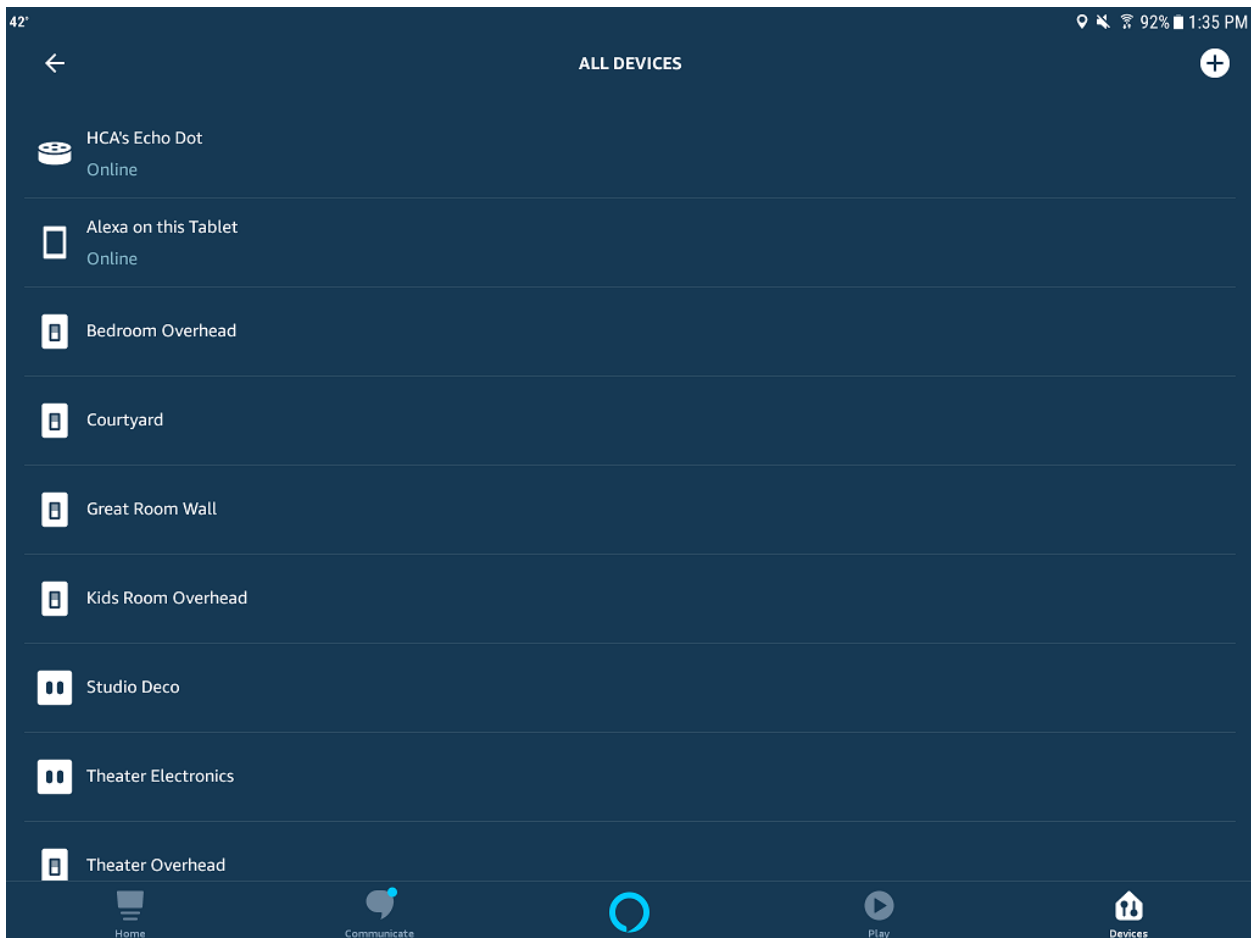 42°
92% 1:35 PM
ALL DEVICES
HCA's Echo Dot
Online
Alexa on this Tablet
Online
Bedroom Overhead
Courtyard
Great Room Wall
Kids Room Overhead
Studio Deco
Theater Electronics
Theater Overhead
Home
Communicate
Play
Devices